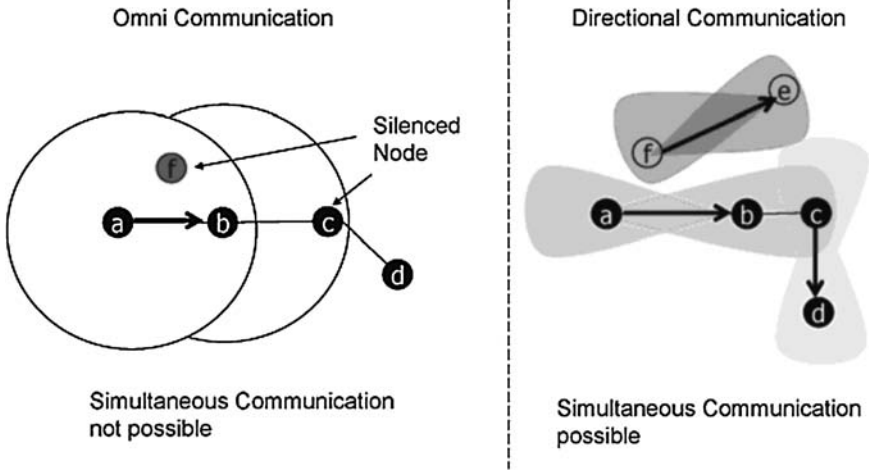 Omni Communication
Silenced
Node
f
a
b
c
d
Simultaneous Communication
not possible
Directional Communication
e
f
a
b
c
d
Simultaneous Communication
possible